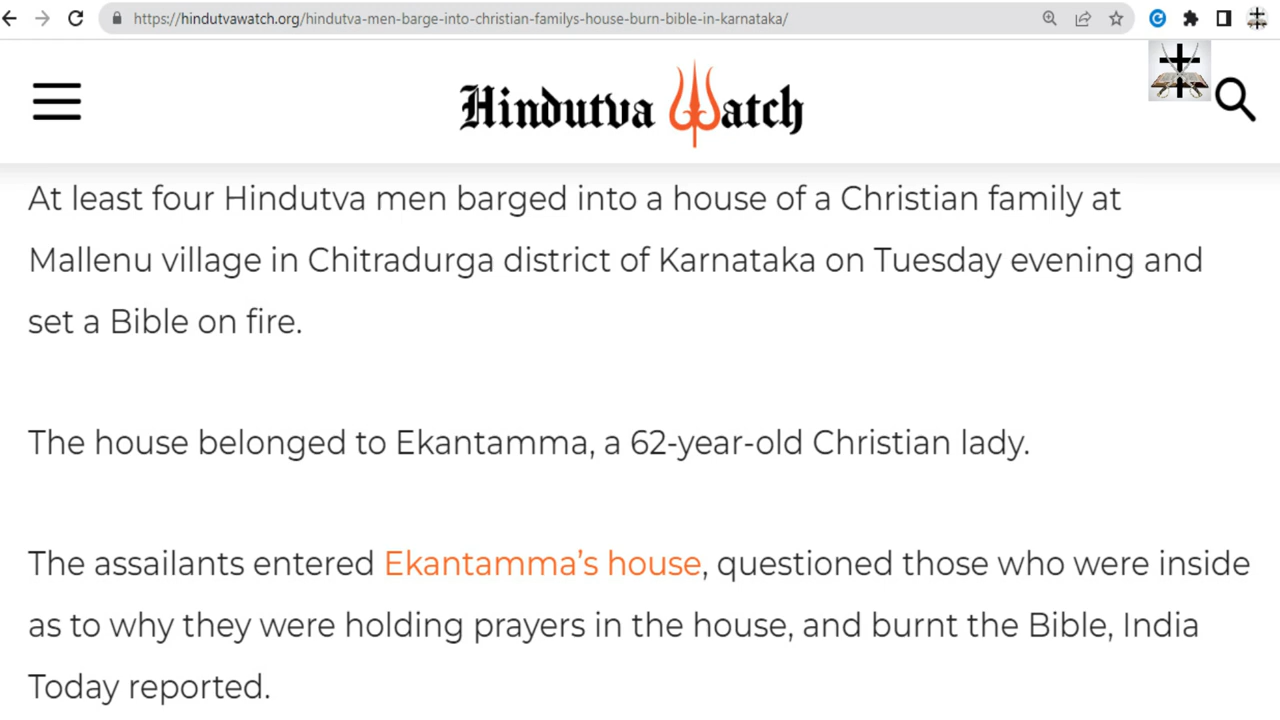 https://hindutvawatch.org/hindutva-men-barge-into-christian-familys-house-burn-bible-in-karnataka/
Hindutva Watch
At least four Hindutva men barged into a house of a Christian family at
Mallenu village in Chitradurga district of Karnataka on Tuesday evening and
set a Bible on fire.
The house belonged to Ekantamma, a 62-year-old Christian lady.
The assailants entered Ekantamma’s house, questioned those who were inside
as to why they were holding prayers in the house, and burnt the Bible, India
Today reported.